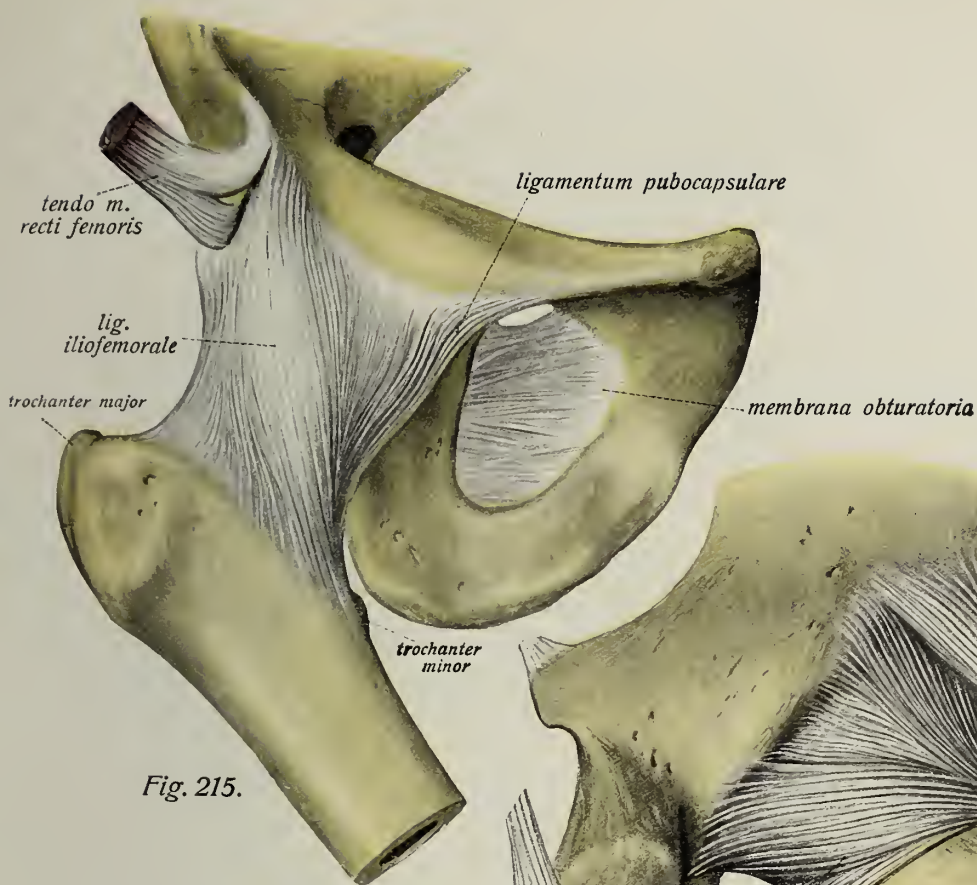 ligamentum pubocapsulare
tendo m.
recti femoris
lig.
iliofemorale
trochanter major
membrana obturatoria
trochanter
minor
Fig. 215.